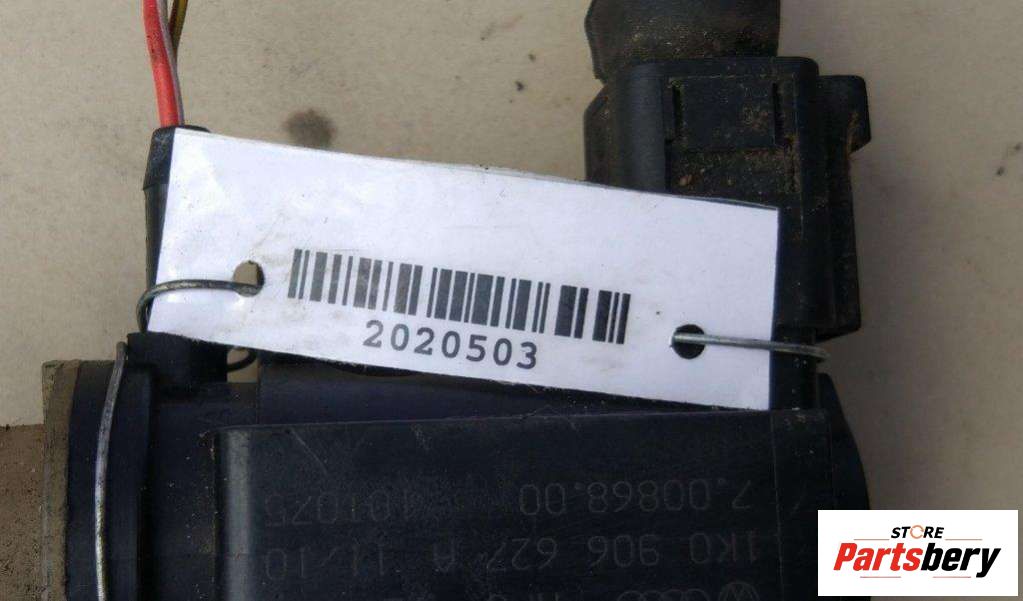 2020503
7.00868.00
1K0 906 627 A 11/10
STORE
Partsbery